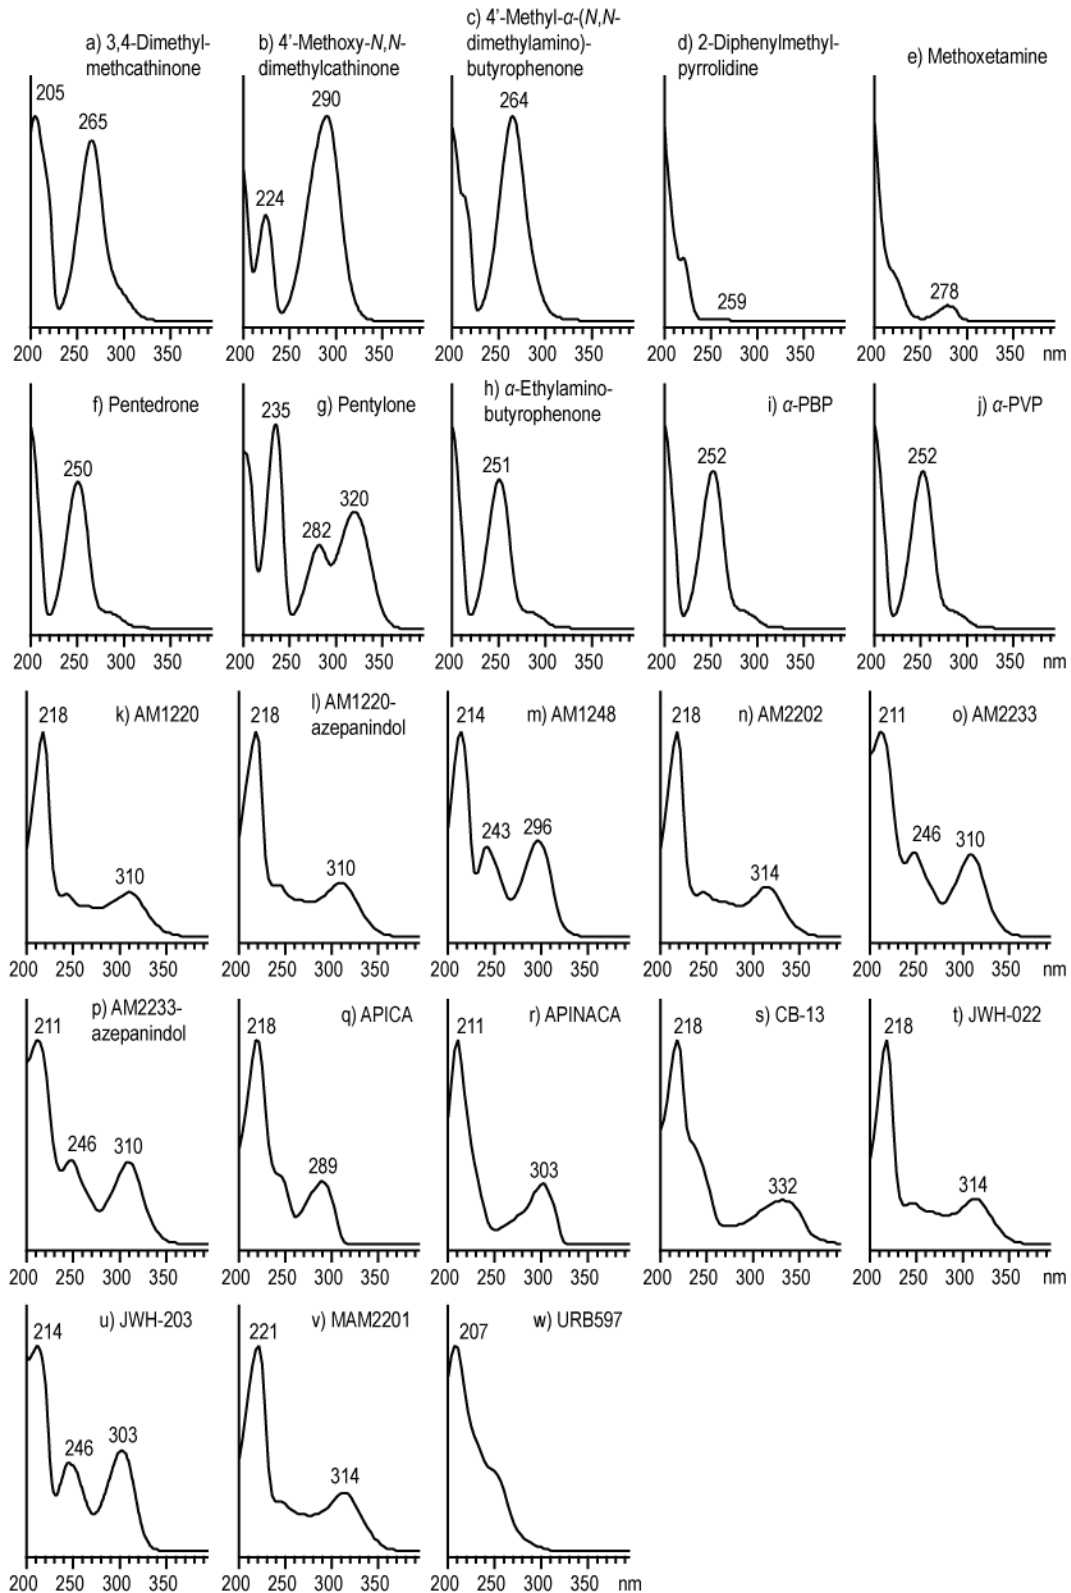 a) 3,4-Dimethyl-
methcathinone
b) 4’-Methoxy-N,N-
dimethylcathinone
c) 4’-Methyl-α-(N,N-
dimethylamino)-
butyrophenone
d) 2-Diphenylmethyl-
pyrrolidine
e) Methoxetamine
205
265
224
290
264
259
278
200 250 300 350
200 250 300 350
200 250 300 350
200 250 300 350
200 250 300 350 nm
f) Pentedrone
g) Pentylone
h) α-Ethylamino-
butyrophenone
i) α-PBP
j) α-PVP
250
235
282
320
251
252
252
200 250 300 350
200 250 300 350
200 250 300 350
200 250 300 350
200 250 300 350 nm
k) AM1220
l) AM1220-
azepanindol
m) AM1248
n) AM2202
o) AM2233
218
310
218
310
214
243
296
218
314
211
246
310
200 250 300 350
200 250 300 350
200 250 300 350
200 250 300 350
200 250 300 350 nm
p) AM2233-
azepanindol
q) APICA
r) APINACA
s) CB-13
t) JWH-022
211
246
310
218
289
211
303
218
332
218
314
200 250 300 350
200 250 300 350
200 250 300 350
200 250 300 350
200 250 300 350 nm
u) JWH-203
v) MAM2201
w) URB597
214
246
303
221
314
207
200 250 300 350
200 250 300 350
200 250 300 350 nm